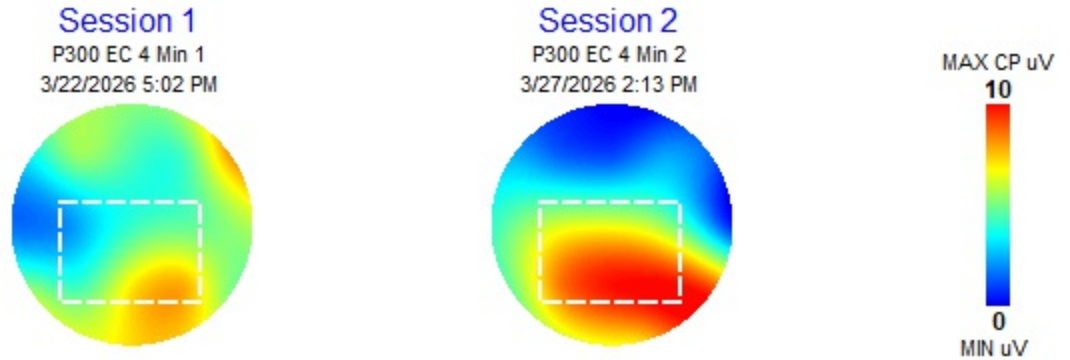 Session 1
P300 EC 4 Min 1
3/22/2026 5:02 PM
Session 2
P300 EC 4 Min 2
3/27/2026 2:13 PM
MAX CP uV
10
0
MIN uV